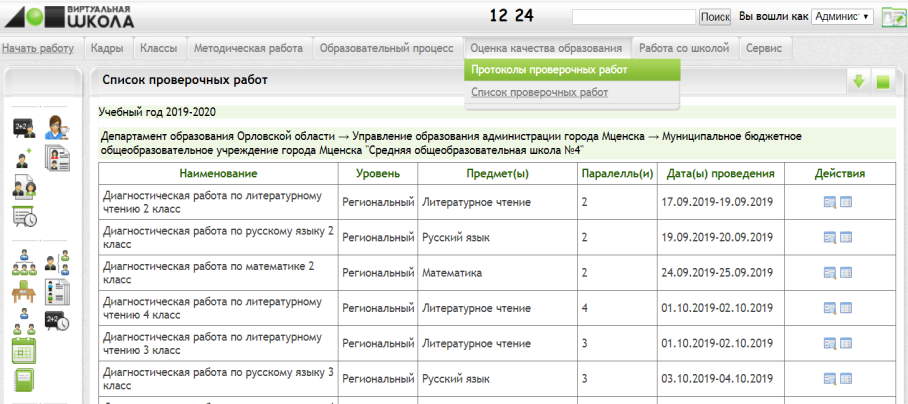 ВИРТУАЛЬНАЯ
ШКОЛА
12 24
Поиск
Вы вошли как
Админис
Начать работу
Кадры
Классы
Методическая работа
Образовательный процесс
Оценка качества образования
Работа со школой
Сервис
Протоколы проверочных работ
Список проверочных работ
Список проверочных работ
Учебный год 2019-2020
Департамент образования Орловской области → Управление образования администрации города Мценска → Муниципальное бюджетное
общеобразовательное учреждение города Мценска "Средняя общеобразовательная школа №4"
Наименование Уровень Предмет(ы) Паралелль(и) Дата(ы) проведения Действия
Диагностическая работа по литературному
чтению 2 класс
Региональный Литературное чтение 2 17.09.2019-19.09.2019
Диагностическая работа по русскому языку 2
класс
Региональный Русский язык 2 19.09.2019-20.09.2019
Диагностическая работа по математике 2
класс
Региональный Математика 2 24.09.2019-25.09.2019
Диагностическая работа по литературному
чтению 4 класс
Региональный Литературное чтение 4 01.10.2019-02.10.2019
Диагностическая работа по литературному
чтению 3 класс
Региональный Литературное чтение 3 01.10.2019-02.10.2019
Диагностическая работа по русскому языку 3
класс
Региональный Русский язык 3 03.10.2019-04.10.2019